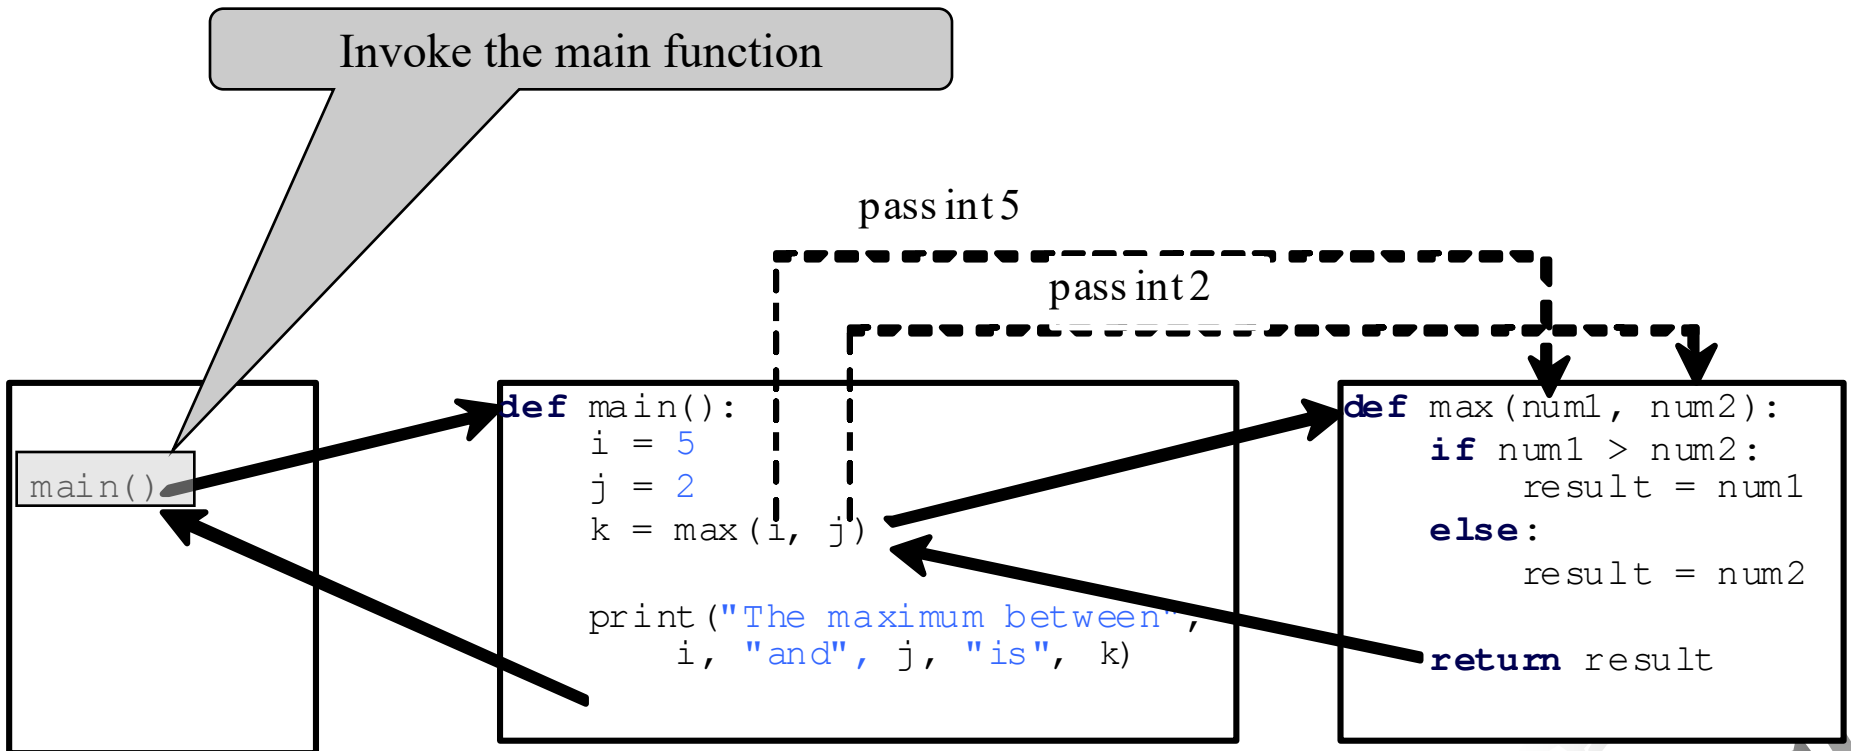 Invoke the main function
pass int 5
pass int 2
main()
def main():
    i = 5
    j = 2
    k = max(i, j)
    print("The maximum between",
        i, "and", j, "is", k)
def max(num1, num2):
    if num1 > num2:
        result = num1
    else:
        result = num2
    return result